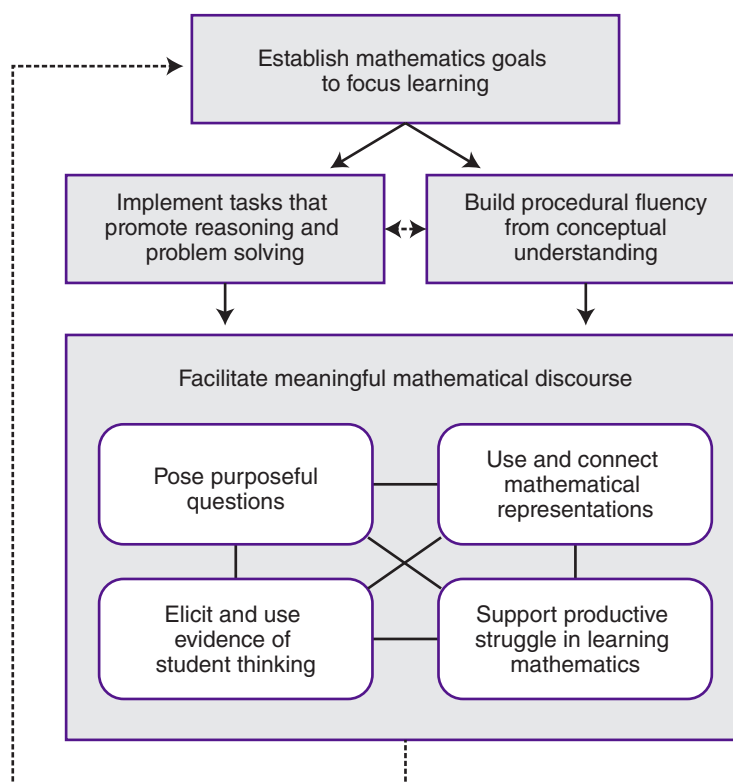 Establish mathematics goals
to focus learning
Implement tasks that
promote reasoning and
problem solving
Build procedural fluency
from conceptual
understanding
Facilitate meaningful mathematical discourse
Pose purposeful
questions
Use and connect
mathematical
representations
Elicit and use
evidence of
student thinking
Support productive
struggle in learning
mathematics